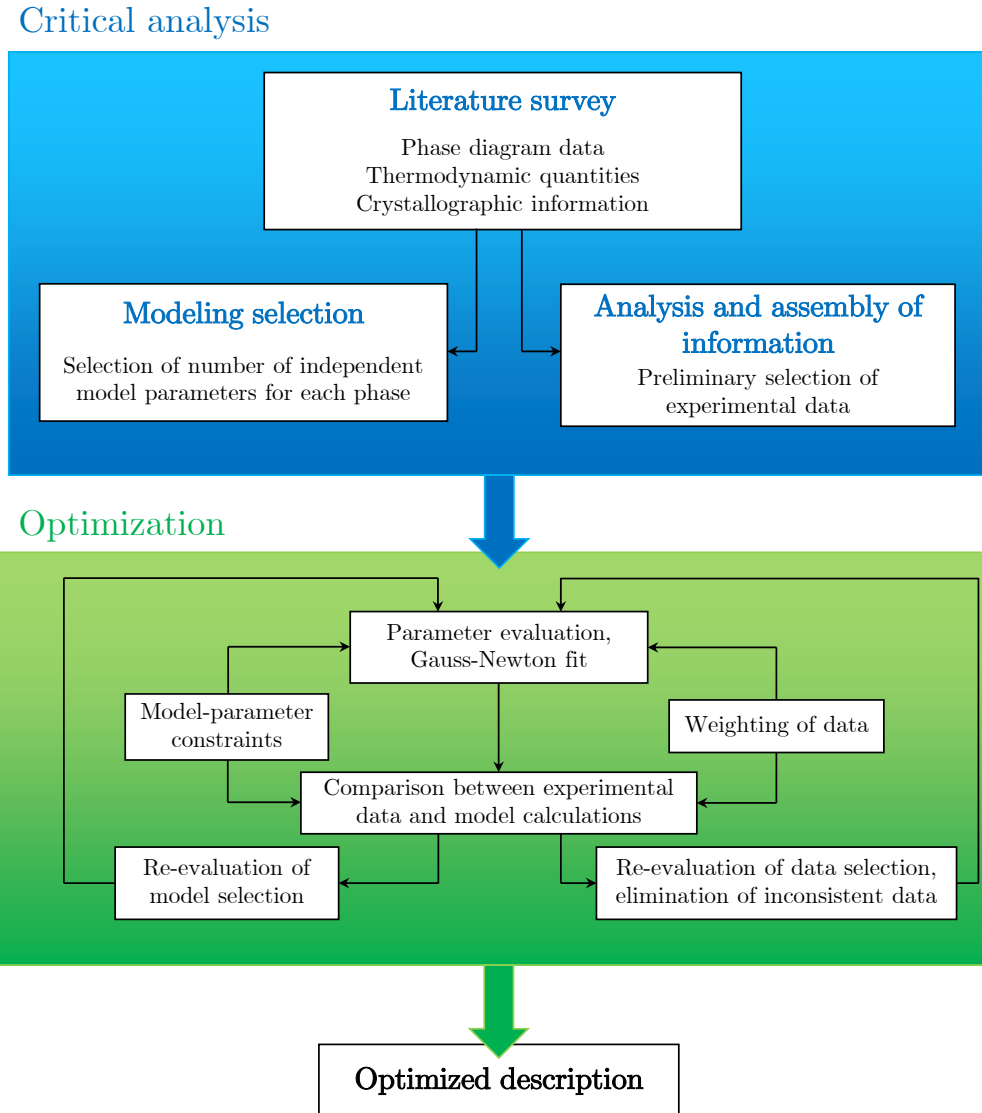 Critical analysis
Literature survey
Phase diagram data
Thermodynamic quantities
Crystallographic information
Modeling selection
Selection of number of independent
model parameters for each phase
Analysis and assembly of
information
Preliminary selection of
experimental data
Optimization
Parameter evaluation,
Gauss-Newton fit
Model-parameter
constraints
Weighting of data
Comparison between experimental
data and model calculations
Re-evaluation of
model selection
Re-evaluation of data selection,
elimination of inconsistent data
Optimized description